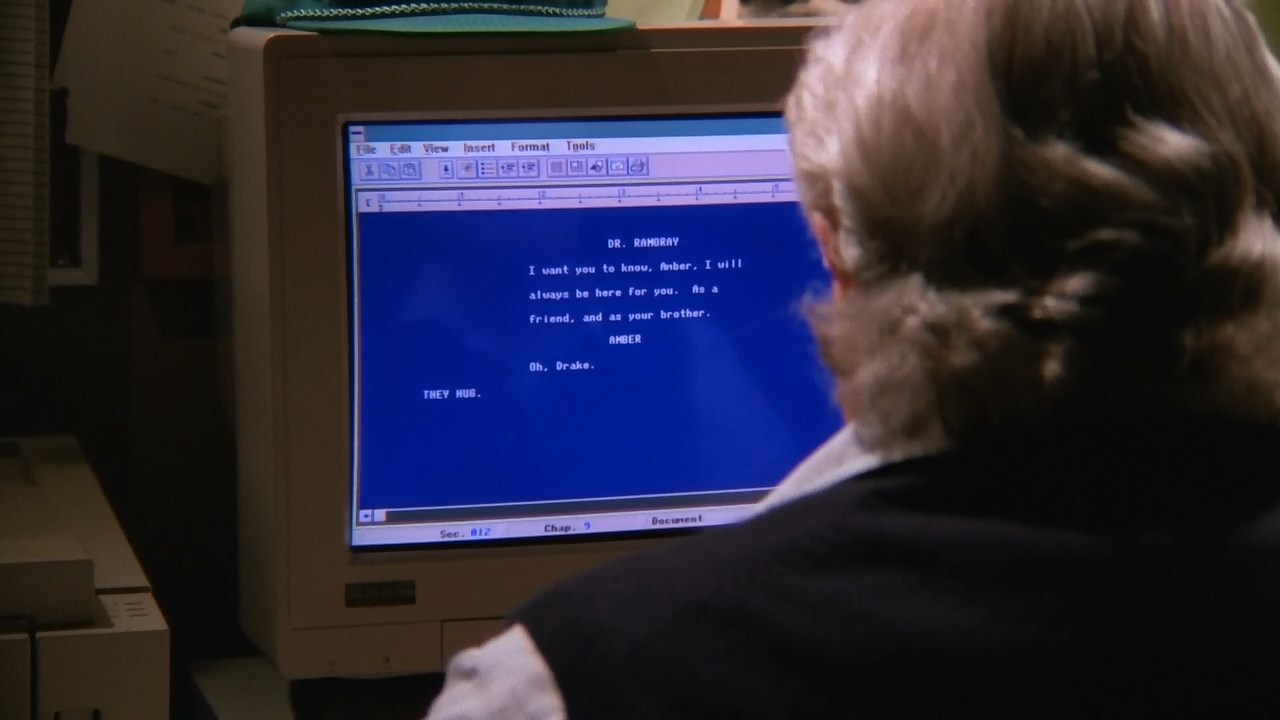 File Edit View Insert Format Tools
DR. RAMORAY
I want you to know, Amber, I will
always be here for you. As a
friend, and as your brother.
AMBER
Oh, Drake.
THEY HUG.
Sec. 012 Chap. 9 Document